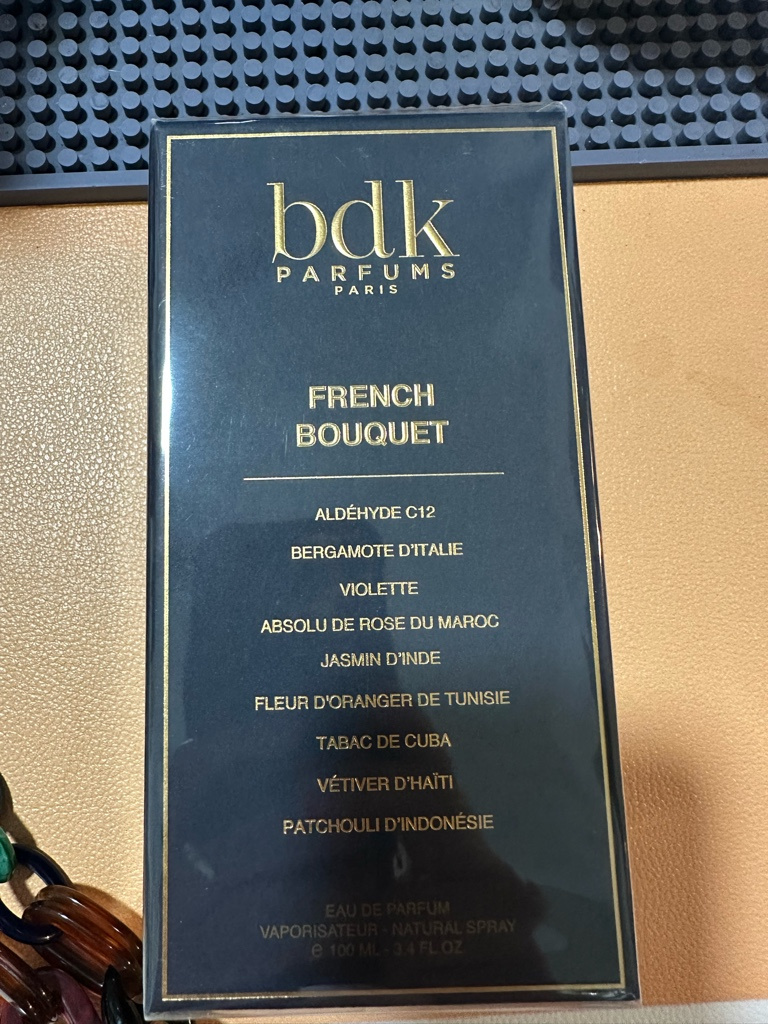 bdk
PARFUMS
PARIS
FRENCH
BOUQUET
ALDÉHYDE C12
BERGAMOTE D'ITALIE
VIOLETTE
ABSOLU DE ROSE DU MAROC
JASMIN D'INDE
FLEUR D'ORANGER DE TUNISIE
TABAC DE CUBA
VÉTIVER D'HAÏTI
PATCHOULI D'INDONÉSIE
EAU DE PARFUM
VAPORISATEUR - NATURAL SPRAY
℮ 100 ML - 3.4 FL OZ